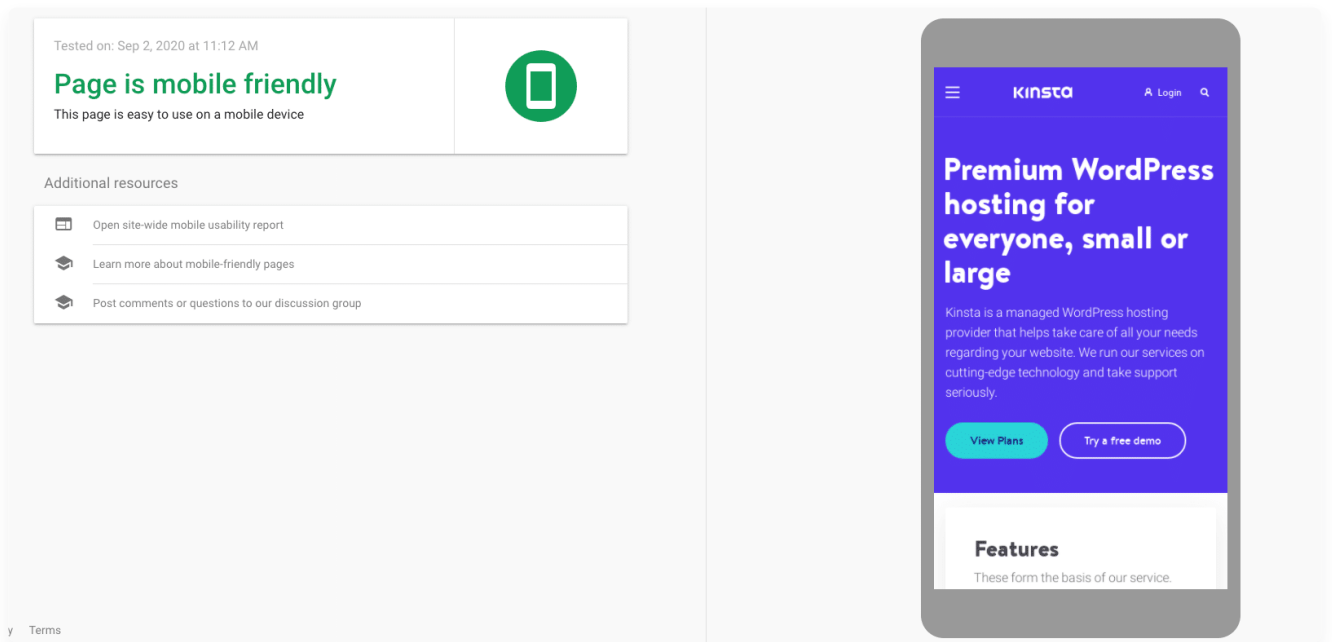 Tested on: Sep 2, 2020 at 11:12 AM
Page is mobile friendly
This page is easy to use on a mobile device
Additional resources
Open site-wide mobile usability report
Learn more about mobile-friendly pages
Post comments or questions to our discussion group
y Terms
KINSTA
Login
Premium WordPress
hosting for
everyone, small or
large
Kinsta is a managed WordPress hosting
provider that helps take care of all your needs
regarding your website. We run our services on
cutting-edge technology and take support
seriously.
View Plans
Try a free demo
Features
These form the basis of our service.